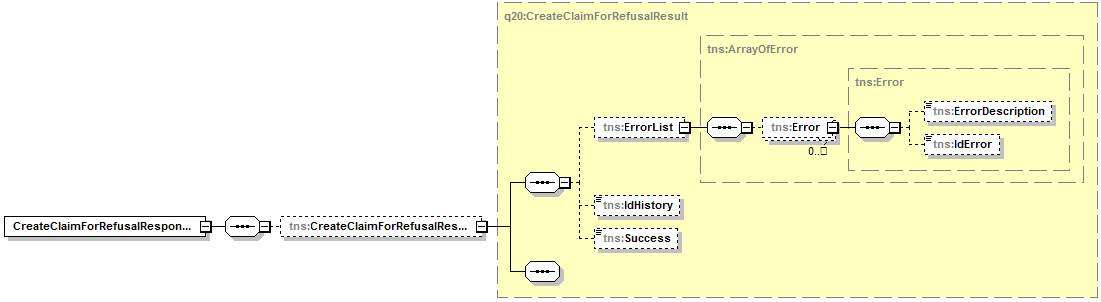 q20:CreateClaimForRefusalResult
tns:ArrayOfError
tns:Error
tns:ErrorDescription
tns:ErrorList
tns:Error
0..
tns:IdError
tns:IdHistory
CreateClaimForRefusalRespon...
tns:CreateClaimForRefusalRes...
tns:Success